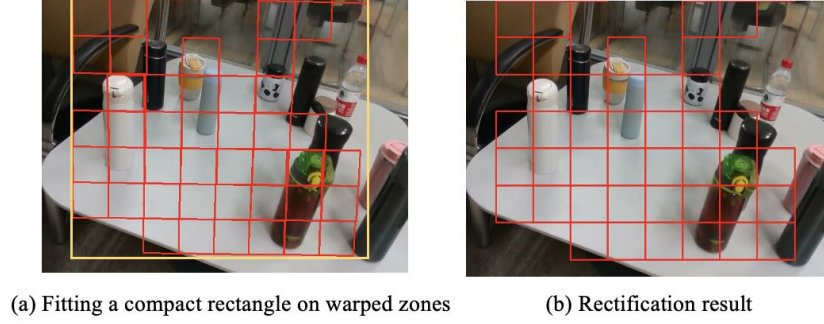 (a) Fitting a compact rectangle on warped zones
(b) Rectification result